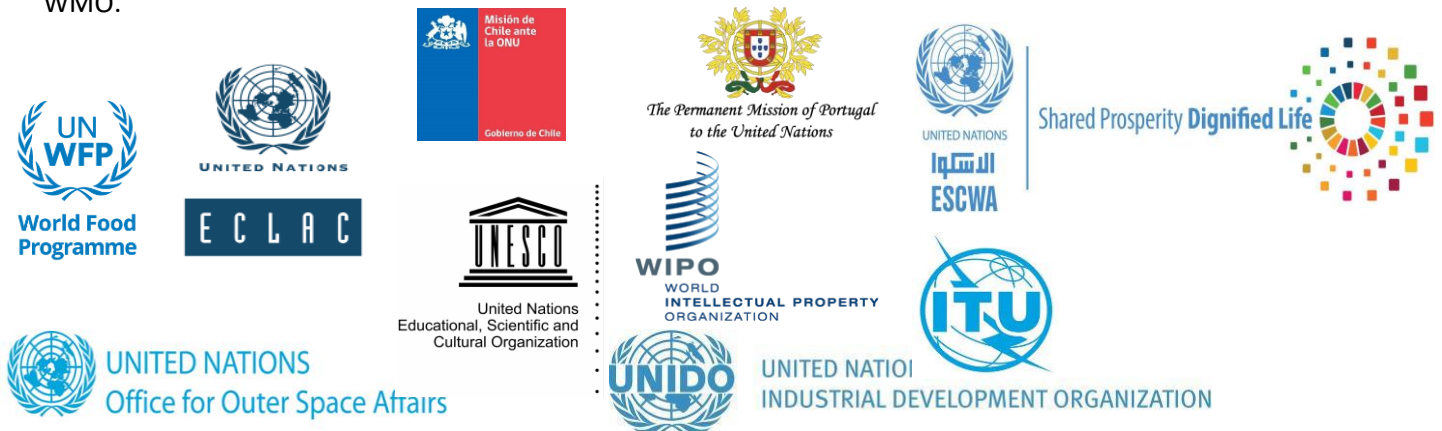 WMO.
Misión de
Chile ante
la ONU
Gobierno de Chile
The Permanent Mission of Portugal
to the United Nations
UNITED NATIONS
الاسكوا
ESCWA
Shared Prosperity Dignified Life
UN
WFP
World Food
Programme
UNITED NATIONS
ECLAC
UNESCO
United Nations
Educational, Scientific and
Cultural Organization
WIPO
WORLD
INTELLECTUAL PROPERTY
ORGANIZATION
ITU
UNITED NATIONS
Office for Outer Space Affairs
UNIDO
UNITED NATIO
INDUSTRIAL DEVELOPMENT ORGANIZATION